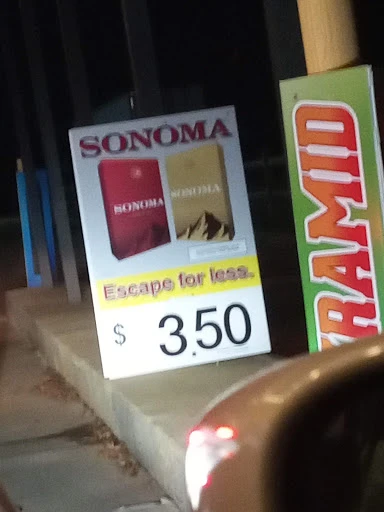 SONOMA
SONOMA
SONOMA
Escape for less.
$ 3.50
RAMID